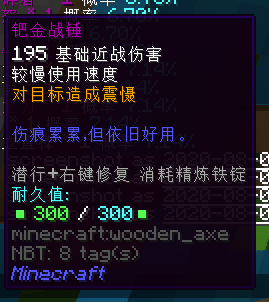 钯金战锤
195 基础近战伤害
较慢使用速度
对目标造成震慑
伤痕累累,但依旧好用。
潜行+右键修复 消耗精炼铁锭
耐久值:
▪ 300 / 300▪
minecraft:wooden_axe
NBT: 8 tag(s)
Minecraft